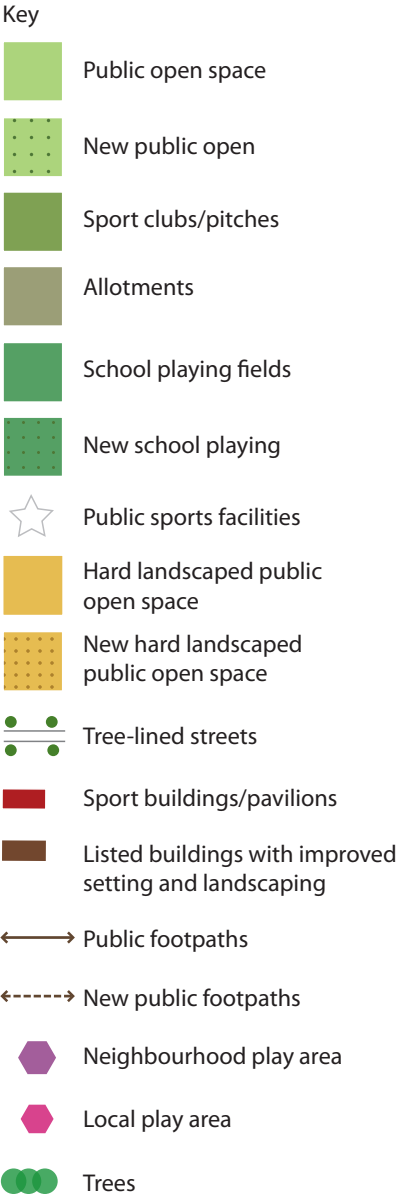 Key
Public open space
New public open
Sport clubs/pitches
Allotments
School playing fields
New school playing
Public sports facilities
Hard landscaped public
open space
New hard landscaped
public open space
Tree-lined streets
Sport buildings/pavilions
Listed buildings with improved
setting and landscaping
Public footpaths
New public footpaths
Neighbourhood play area
Local play area
Trees